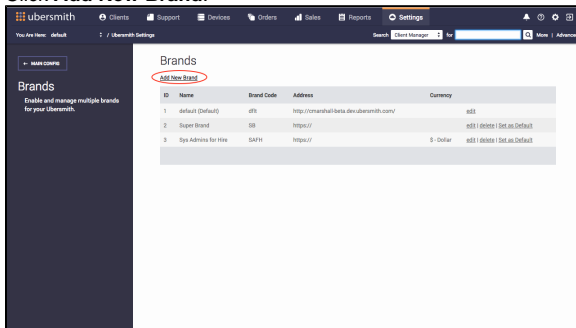 Click Add New Brand.
ubersmith Clients Support Devices Orders Sales Reports Settings
You Are Here: default / Ubersmith Settings Search Client Manager for More | Advance
← MAIN CONFIG
Brands
Enable and manage multiple brands
for your Ubersmith.
Brands
Add New Brand
ID Name Brand Code Address Currency
1 default (Default) dflt http://cmarshall-beta.dev.ubersmith.com/ edit
2 Super Brand SB https:// edit | delete | Set as Default
3 Sys Admins for Hire SAFH https:// $ - Dollar edit | delete | Set as Default